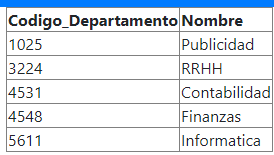 Codigo_Departamento Nombre
1025 Publicidad
3224 RRHH
4531 Contabilidad
4548 Finanzas
5611 Informatica